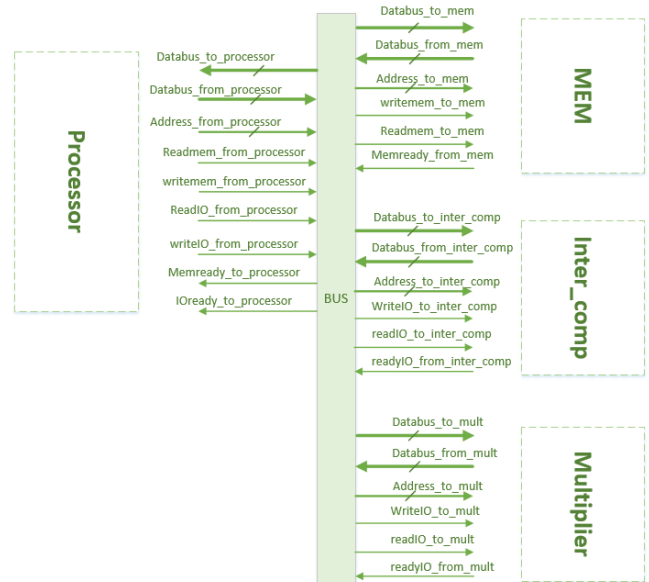 Processor
Databus_to_processor
Databus_from_processor
Address_from_processor
Readmem_from_processor
writemem_from_processor
ReadIO_from_processor
writeIO_from_processor
Memready_to_processor
IOready_to_processor
BUS
Databus_to_mem
Databus_from_mem
Address_to_mem
writemem_to_mem
Readmem_to_mem
Memready_from_mem
MEM
Databus_to_inter_comp
Databus_from_inter_comp
Address_to_inter_comp
WriteIO_to_inter_comp
readIO_to_inter_comp
readyIO_from_inter_comp
Inter_comp
Databus_to_mult
Databus_from_mult
Address_to_mult
WriteIO_to_mult
readIO_to_mult
readyIO_from_mult
Multiplier